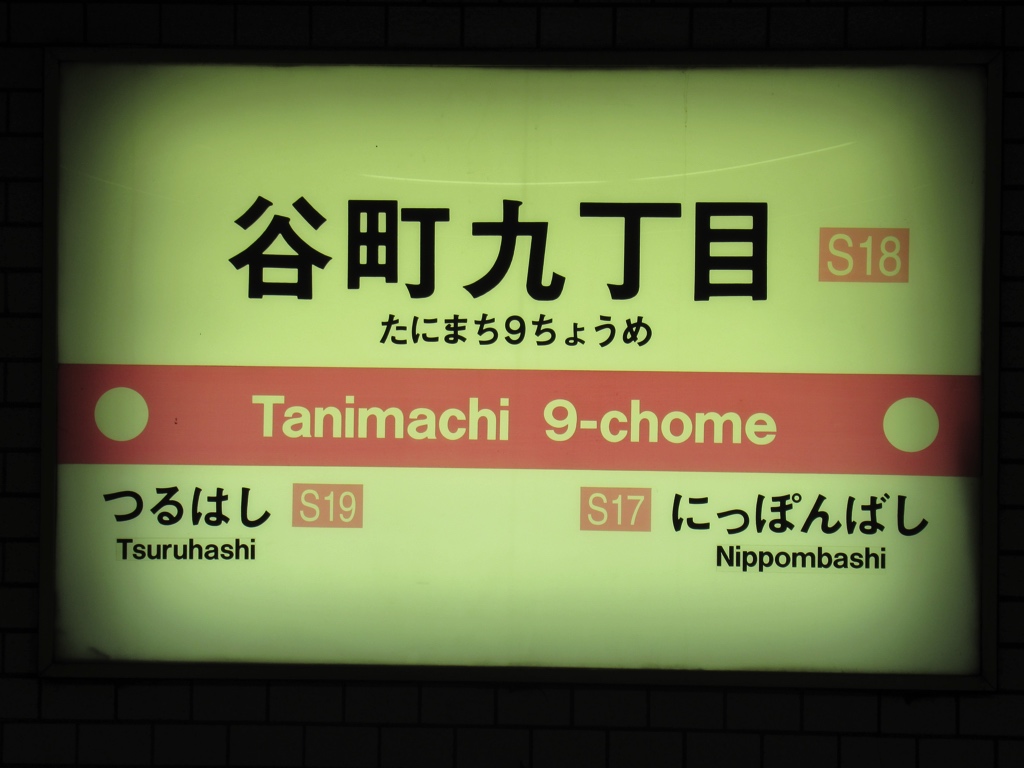 谷町九丁目 S18
たにまち9ちょうめ
Tanimachi 9-chome
つるはし S19 S17 にっぽんばし
Tsuruhashi Nippombashi